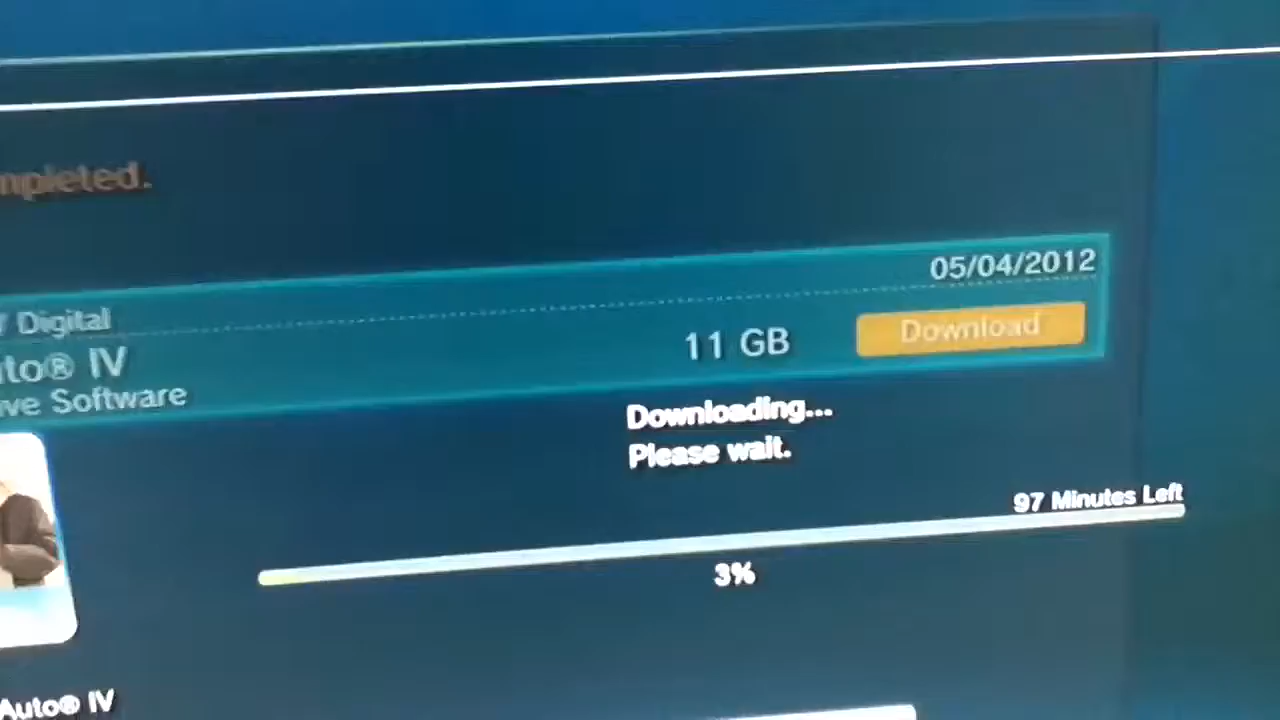 mpleted.
05/04/2012
Digital
11 GB
Download
uto® IV
ive Software
Downloading...
Please wait.
97 Minutes Left
3%
Auto® IV